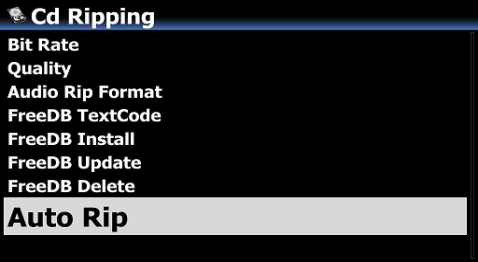 Cd Ripping
Bit Rate
Quality
Audio Rip Format
FreeDB TextCode
FreeDB Install
FreeDB Update
FreeDB Delete
Auto Rip